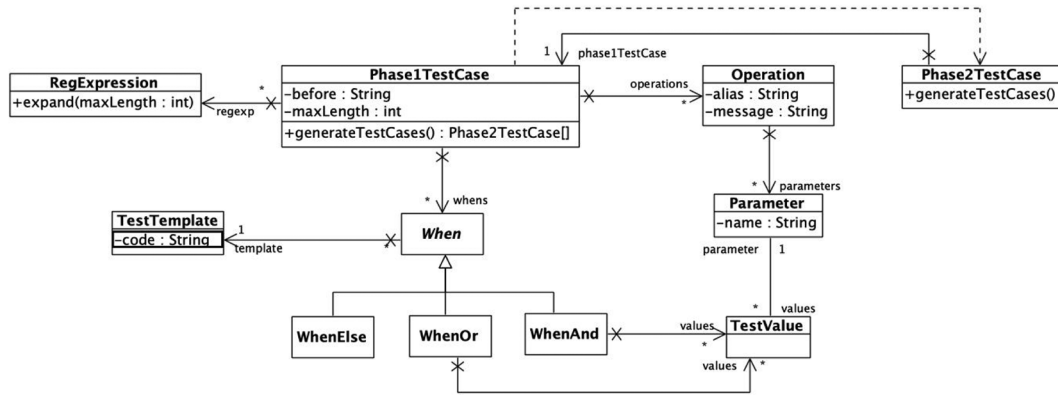 1
phase1TestCase
RegExpression
+expand(maxLength : int)
*
regexp
Phase1TestCase
−before : String
−maxLength : int
+generateTestCases() : Phase2TestCase[]
operations
*
Operation
−alias : String
−message : String
Phase2TestCase
+generateTestCases()
*
whens
*
parameters
TestTemplate
−code : String
1
template
*
When
Parameter
−name : String
parameter
1
WhenElse
WhenOr
WhenAnd
values
*
*
values
TestValue
values
*